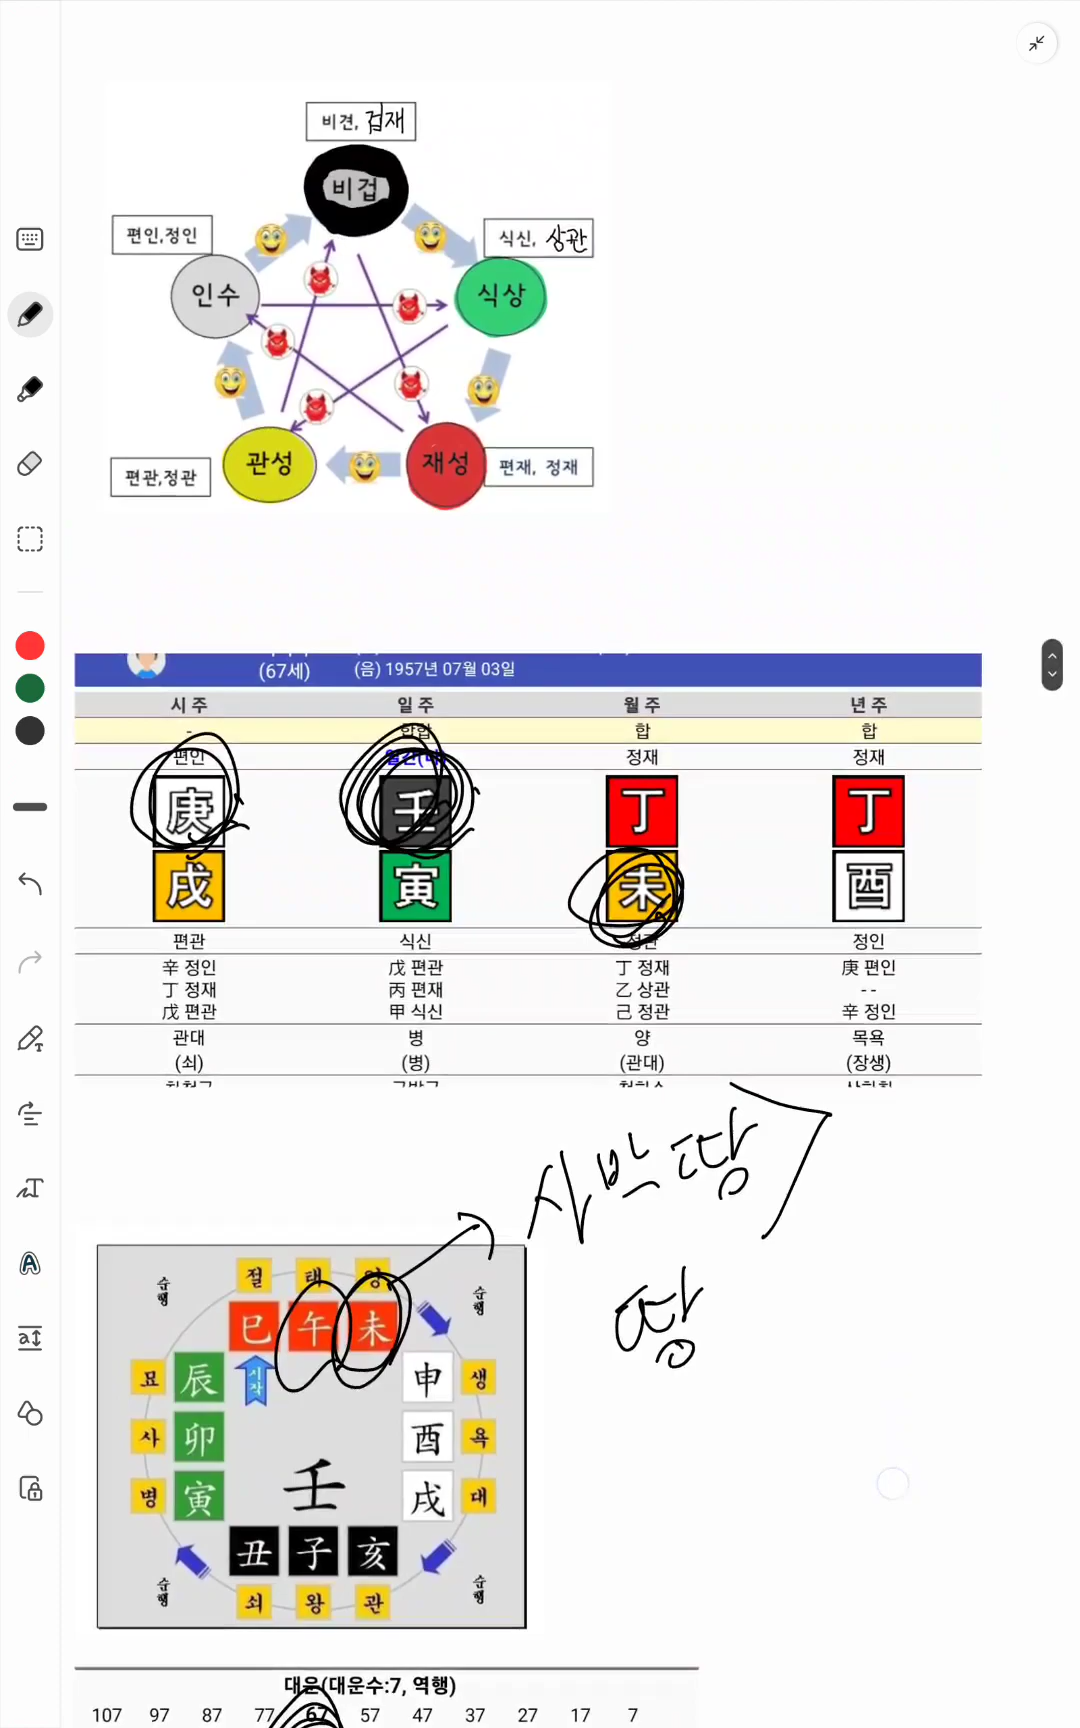 비견, 겁재
비겁
편인,정인
식신, 상관
인수
식상
관성
재성
편관,정관
편재, 정재
(67세) (음) 1957년 07월 03일
시주 일주 월주 년주
- 합합 합 합
편인 정재 정재
庚 壬 丁 丁
戌 寅 未 酉
편관 식신 정관 정인
辛 정인 戊 편관 丁 정재 庚 편인
丁 정재 丙 편재 乙 상관 - -
戊 편관 甲 식신 己 정관 辛 정인
관대 병 양 목욕
(쇠) (병) (관대) (장생)
땅
땅
절 태 양
순행 순행
巳 午 未
시작
묘 辰 申 생
사 卯 酉 욕
병 寅 戌 대
壬
丑 子 亥
순행 순행
쇠 왕 관
대운(대운수:7, 역행)
107 97 87 77 67 57 47 37 27 17 7
A